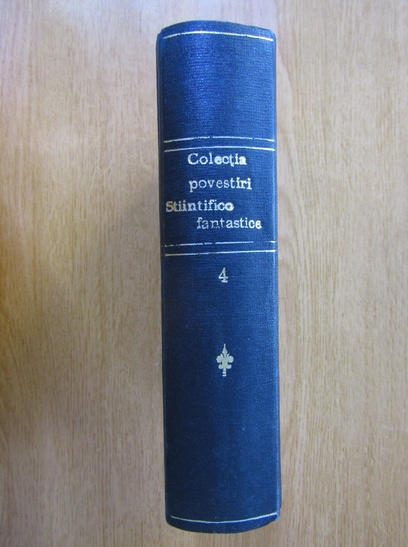 Colecția
povestiri
Stiintifico
fantastice
4